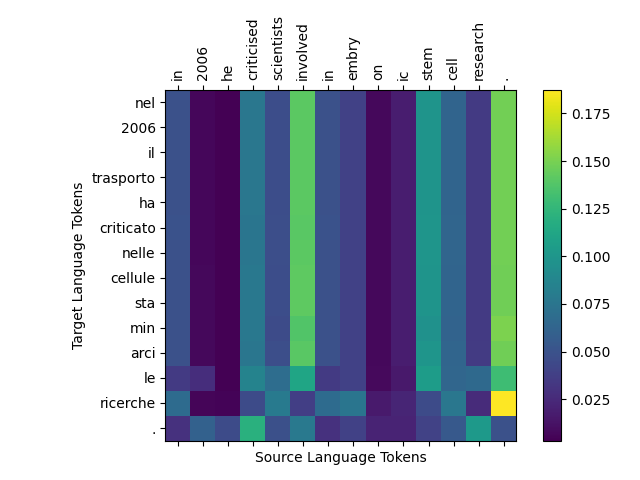 in 2006 he criticised scientists involved in embry on ic stem cell research .
nel
2006
il
trasporto
ha
criticato
nelle
cellule
sta
min
arci
le
ricerche
.
Target Language Tokens
Source Language Tokens
0.175
0.150
0.125
0.100
0.075
0.050
0.025